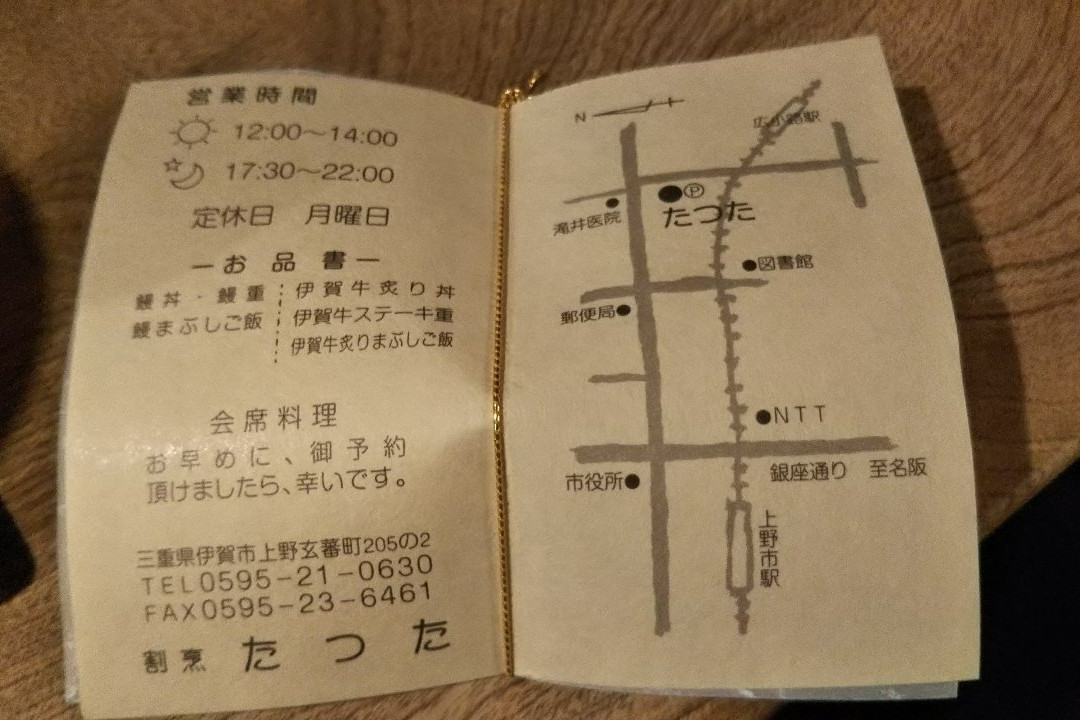 営業時間
12:00～14:00
17:30～22:00
定休日 月曜日
ーお品書ー
鰻丼・鰻重
鰻まぶしご飯
伊賀牛炙り丼
伊賀牛ステーキ重
伊賀牛炙りまぶしご飯
会席料理
お早めに、御予約
頂けましたら、幸いです。
三重県伊賀市上野玄蕃町205の2
TEL0595-21-0630
FAX0595-23-6461
割烹 たつた
N
広小路駅
P
たつた
滝井医院
図書館
郵便局
NTT
市役所
銀座通り 至名阪
上野市駅